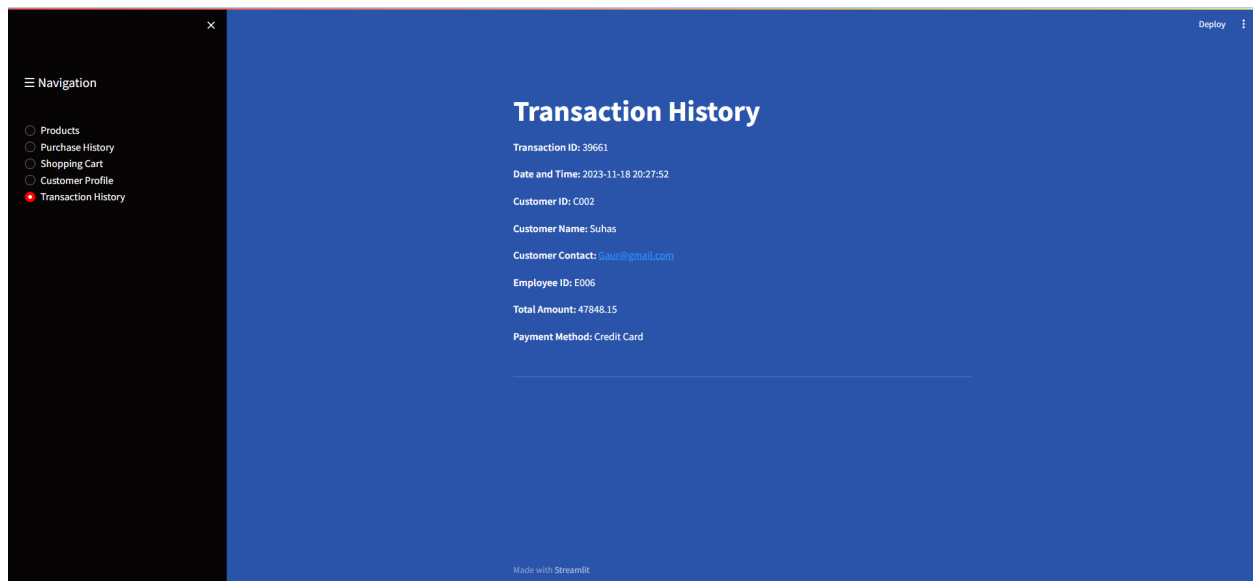 Deploy
☰ Navigation
Products
Purchase History
Shopping Cart
Customer Profile
Transaction History
Transaction History
Transaction ID: 39661
Date and Time: 2023-11-18 20:27:52
Customer ID: C002
Customer Name: Suhas
Customer Contact: Gaur@gmail.com
Employee ID: E006
Total Amount: 47848.15
Payment Method: Credit Card
Made with Streamlit